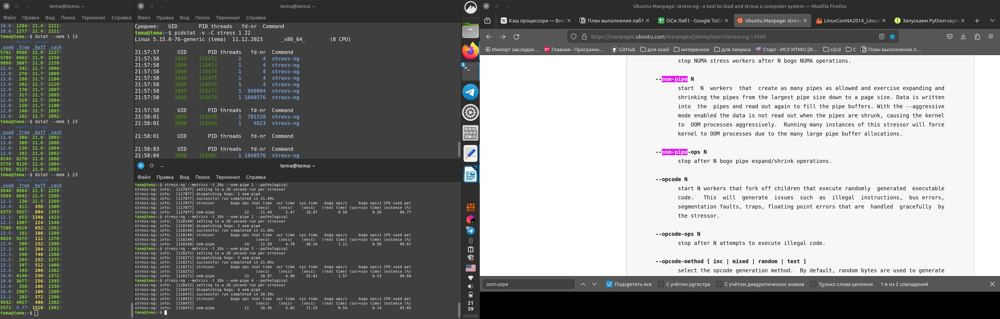 tema@tema: ~
Файл Правка Вид Поиск Терминал Справка
10.6G 1284M 21.4M 2211M
10.6G 1277M 21.4M 2211M
tema@tema:~$ dstat --mem 1 13
------memory-usage-----
_used _free _buff _cach
5761M 8986M 21.9M 2237M
5785M 8962M 21.9M 2258M
9898M 3007M 21.9M 2259M
12.9G 341M 21.7M 2096M
12.9G 278M 21.7M 2099M
13.0G 286M 21.7M 2104M
13.0G 202M 21.7M 2119M
12.9G 170M 21.7M 2097M
12.9G 317M 21.7M 2095M
12.9G 319M 21.7M 2094M
13.0G 220M 21.7M 2100M
12.9G 146M 21.7M 2093M
13.0G 162M 21.7M 2092M
tema@tema:~$ dstat --mem 1 13
------memory-usage-----
_used _free _buff _cach
13.0G 306M 21.8M 2093M
13.0G 309M 21.8M 2086M
12.9G 136M 21.8M 2084M
12.9G 282M 21.8M 2082M
6244M 8270M 21.8M 2086M
5778M 9129M 21.8M 2084M
5780M 9127M 21.8M 2085M^C
tema@tema:~$ dstat --mem 1 23
------memory-usage-----
_used _free _buff _cach
5848M 8884M 22.5M 2259M
5989M 8642M 22.5M 2268M
12.1G 136M 22.5M 2269M
13.4G 411M 456k 1300M
8375M 5827M 804k 1393M
12.1G 853M 1348k 1423M
12.1G 1987M 224k 1346M
7268M 6818M 652k 1381M
13.5G 181M 108k 1308M
8624M 5475M 112k 1378M
13.0G 399M 232k 1388M
13.2G 607M 284k 1333M
13.3G 240M 740k 1368M
13.2G 293M 152k 1377M
13.1G 397M 512k 1408M
13.5G 193M 208k 1302M
10.0G 4140M 256k 1372M
10.0G 3677M 256k 1395M
13.4G 358M 108k 1338M
10.8G 2867M 108k 1389M
13.2G 283M 572k 1398M
9932M 4927M 408k 1382M
5571M 9.77G 1516k 1401M
tema@tema:~$
tema@tema: ~
Файл Правка Вид Поиск Терминал Справка
Среднее: UID PID threads fd-nr Command
tema@tema:~$ pidstat -v -C stress 1 22
Linux 5.15.0-76-generic (tema) 11.12.2023 _x86_64_ (8 CPU)
21:57:57 UID PID threads fd-nr Command
21:57:58 1000 118472 1 4 stress-ng
21:57:58 1000 118473 1 4 stress-ng
21:57:58 1000 118474 1 4 stress-ng
21:57:58 1000 118475 1 4 stress-ng
21:57:58 1000 118476 1 4 stress-ng
21:57:58 1000 118477 1 890004 stress-ng
21:57:58 1000 118478 1 1048576 stress-ng
21:57:58 UID PID threads fd-nr Command
21:58:01 1000 118478 1 701520 stress-ng
21:58:01 1000 118484 1 6823 stress-ng
21:58:01 UID PID threads fd-nr Command
21:58:03 UID PID threads fd-nr Command
21:58:04 1000 118487 1 1048576 stress-ng
tema@tema: ~
Файл Правка Вид Поиск Терминал Справка
tema@tema:~$ stress-ng --metrics -t 20s --oom-pipe 1 --pathological
stress-ng: info: [117877] setting to a 20 second run per stressor
stress-ng: info: [117877] dispatching hogs: 1 oom-pipe
stress-ng: info: [117877] successful run completed in 21.49s
stress-ng: info: [117877] stressor bogo ops real time usr time sys time bogo ops/s bogo ops/s CPU used per
stress-ng: info: [117877] (secs) (secs) (secs) (real time) (usr+sys time) instance (%)
stress-ng: info: [117877] oom-pipe 12 21.49 2.47 18.97 0.56 0.56 99.77
tema@tema:~$ stress-ng --metrics -t 20s --oom-pipe 2 --pathological
stress-ng: info: [118149] setting to a 20 second run per stressor
stress-ng: info: [118149] dispatching hogs: 2 oom-pipe
stress-ng: info: [118149] successful run completed in 21.60s
stress-ng: info: [118149] stressor bogo ops real time usr time sys time bogo ops/s bogo ops/s CPU used per
stress-ng: info: [118149] (secs) (secs) (secs) (real time) (usr+sys time) instance (%)
stress-ng: info: [118149] oom-pipe 24 21.59 4.78 38.26 1.11 0.56 99.67
tema@tema:~$ stress-ng --metrics -t 20s --oom-pipe 3 --pathological
stress-ng: info: [118271] setting to a 20 second run per stressor
stress-ng: info: [118271] dispatching hogs: 3 oom-pipe
stress-ng: info: [118271] successful run completed in 21.06s
stress-ng: info: [118271] stressor bogo ops real time usr time sys time bogo ops/s bogo ops/s CPU used per
stress-ng: info: [118271] (secs) (secs) (secs) (real time) (usr+sys time) instance (%)
stress-ng: info: [118271] oom-pipe 33 20.97 6.90 55.81 1.57 0.53 99.68
tema@tema:~$ stress-ng --metrics -t 20s --oom-pipe 4 --pathological
stress-ng: info: [118472] setting to a 20 second run per stressor
stress-ng: info: [118472] dispatching hogs: 4 oom-pipe
stress-ng: info: [118472] successful run completed in 20.39s
stress-ng: info: [118472] stressor bogo ops real time usr time sys time bogo ops/s bogo ops/s CPU used per
stress-ng: info: [118472] (secs) (secs) (secs) (real time) (usr+sys time) instance (%)
stress-ng: info: [118472] oom-pipe 11 20.36 5.02 71.25 0.54 0.14 93.65
tema@tema:~$
3
21
59
Ubuntu Manpage: stress-ng - a tool to load and stress a computer system — Mozilla Firefox
Кэш процессора — Вик План выполнения лаб1 ОСи Лаб1 - Google Табл Ubuntu Manpage: stress- LinuxConNA2014_LinuxP Запускаем Python-скри
https://manpages.ubuntu.com/manpages/jammy/man1/stress-ng.1.html
Импорт закладок… Главная - Программ… GitHub для осей интересное для линукса Старт - ИСУ ИТМО [И… ci|cd C План выполнения л…
stop NUMA stress workers after N bogo NUMA operations.
--oom-pipe N
start N workers that create as many pipes as allowed and exercise expanding and
shrinking the pipes from the largest pipe size down to a page size. Data is written
into the pipes and read out again to fill the pipe buffers. With the --aggressive
mode enabled the data is not read out when the pipes are shrunk, causing the kernel
to OOM processes aggressively. Running many instances of this stressor will force
kernel to OOM processes due to the many large pipe buffer allocations.
--oom-pipe-ops N
stop after N bogo pipe expand/shrink operations.
--opcode N
start N workers that fork off children that execute randomly generated executable
code. This will generate issues such as illegal instructions, bus errors,
segmentation faults, traps, floating point errors that are handled gracefully by
the stressor.
--opcode-ops N
stop after N attempts to execute illegal code.
--opcode-method [ inc | mixed | random | text ]
select the opcode generation method. By default, random bytes are used to generate
oom-pipe Подсветить все С учётом регистра С учётом диакритических знаков Только слова целиком 1-е из 2 совпадений